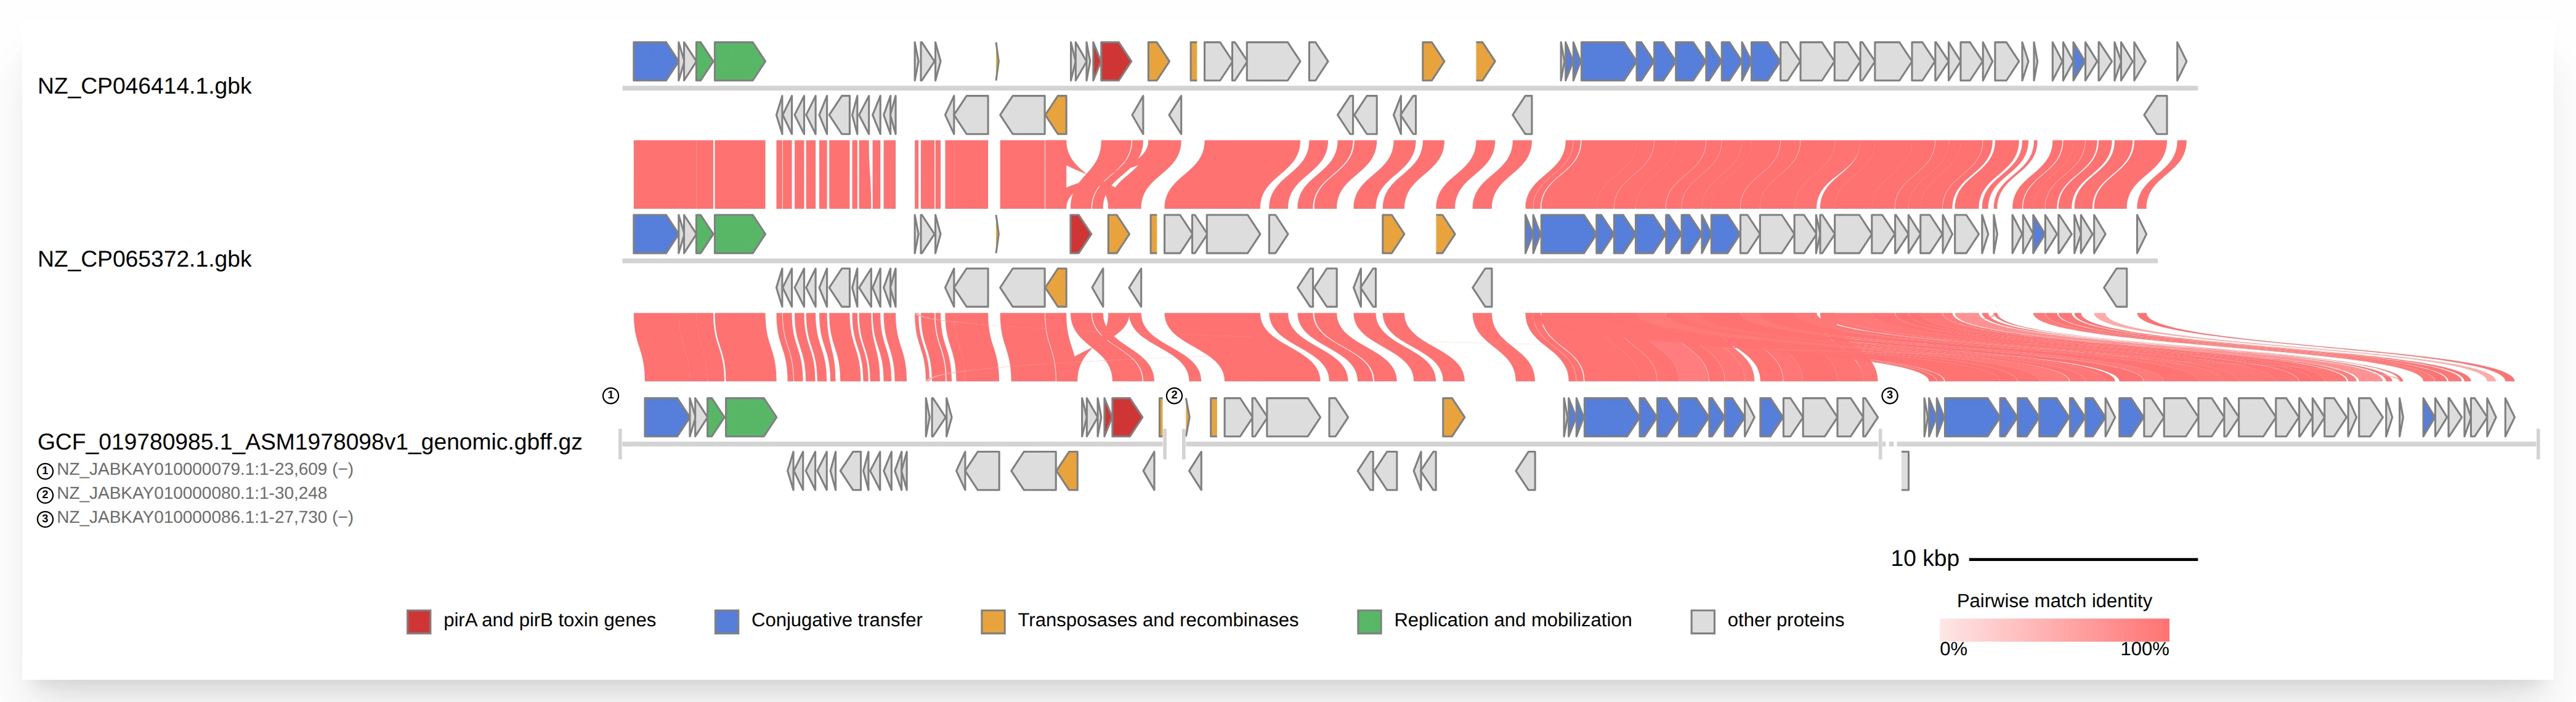 NZ_CP046414.1.gbk
NZ_CP065372.1.gbk
1 2 3
GCF_019780985.1_ASM1978098v1_genomic.gbff.gz
1 NZ_JABKAY010000079.1:1-23,609 (−)
2 NZ_JABKAY010000080.1:1-30,248
3 NZ_JABKAY010000086.1:1-27,730 (−)
10 kbp
pirA and pirB toxin genes Conjugative transfer Transposases and recombinases Replication and mobilization other proteins
Pairwise match identity
0% 100%